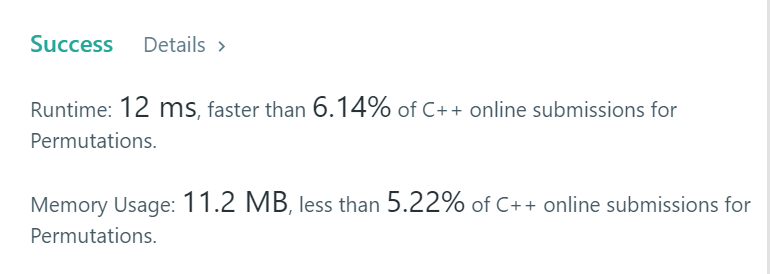 Success Details >
Runtime: 12 ms, faster than 6.14% of C++ online submissions for
Permutations.
Memory Usage: 11.2 MB, less than 5.22% of C++ online submissions for
Permutations.